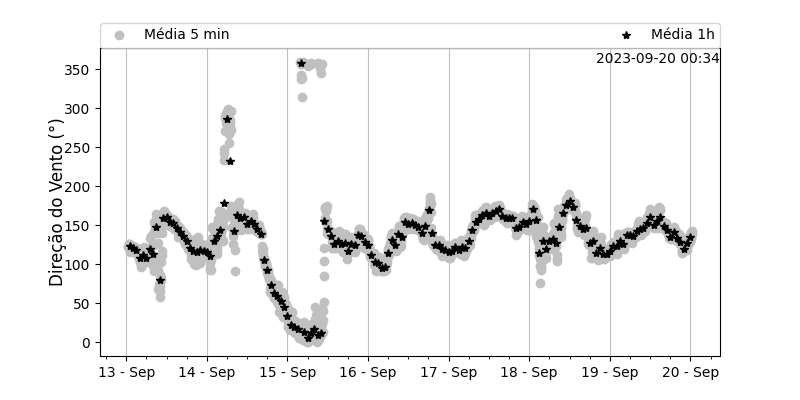 Média 5 min
Média 1h
2023-09-20 00:34
Direção do Vento (°)
350
300
250
200
150
100
50
0
13 - Sep
14 - Sep
15 - Sep
16 - Sep
17 - Sep
18 - Sep
19 - Sep
20 - Sep